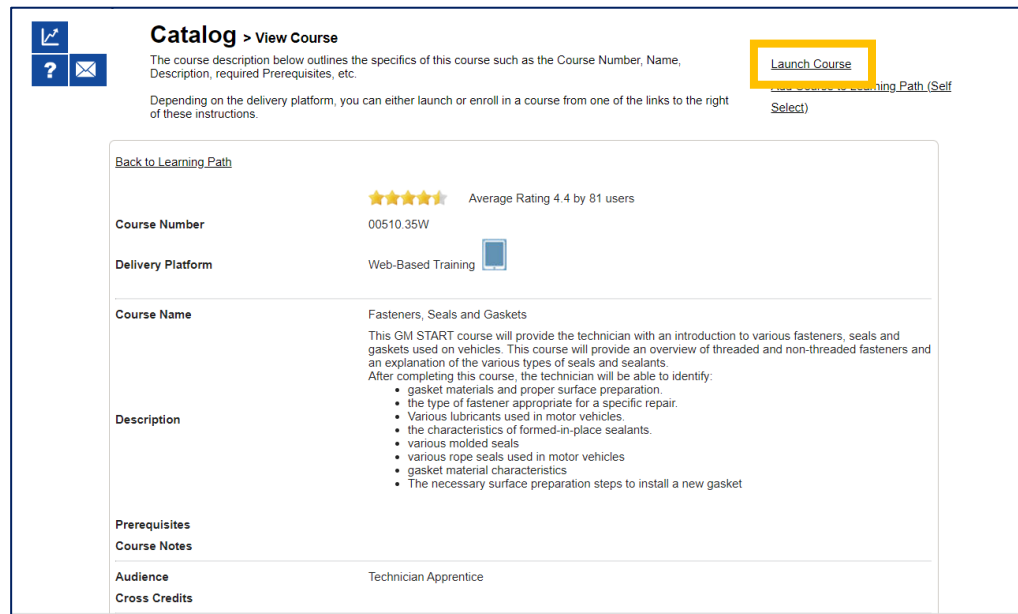 Catalog > View Course
The course description below outlines the specifics of this course such as the Course Number, Name,
Description, required Prerequisites, etc.
Depending on the delivery platform, you can either launch or enroll in a course from one of the links to the right
of these instructions.
Launch Course
Add Course to Learning Path (Self
Select)
?
Back to Learning Path
Average Rating 4.4 by 81 users
Course Number 00510.35W
Delivery Platform Web-Based Training
Course Name Fasteners, Seals and Gaskets
This GM START course will provide the technician with an introduction to various fasteners, seals and
gaskets used on vehicles. This course will provide an overview of threaded and non-threaded fasteners and
an explanation of the various types of seals and sealants.
After completing this course, the technician will be able to identify:
• gasket materials and proper surface preparation.
• the type of fastener appropriate for a specific repair.
• Various lubricants used in motor vehicles.
Description
• the characteristics of formed-in-place sealants.
• various molded seals
• various rope seals used in motor vehicles
• gasket material characteristics
• The necessary surface preparation steps to install a new gasket
Prerequisites
Course Notes
Audience Technician Apprentice
Cross Credits